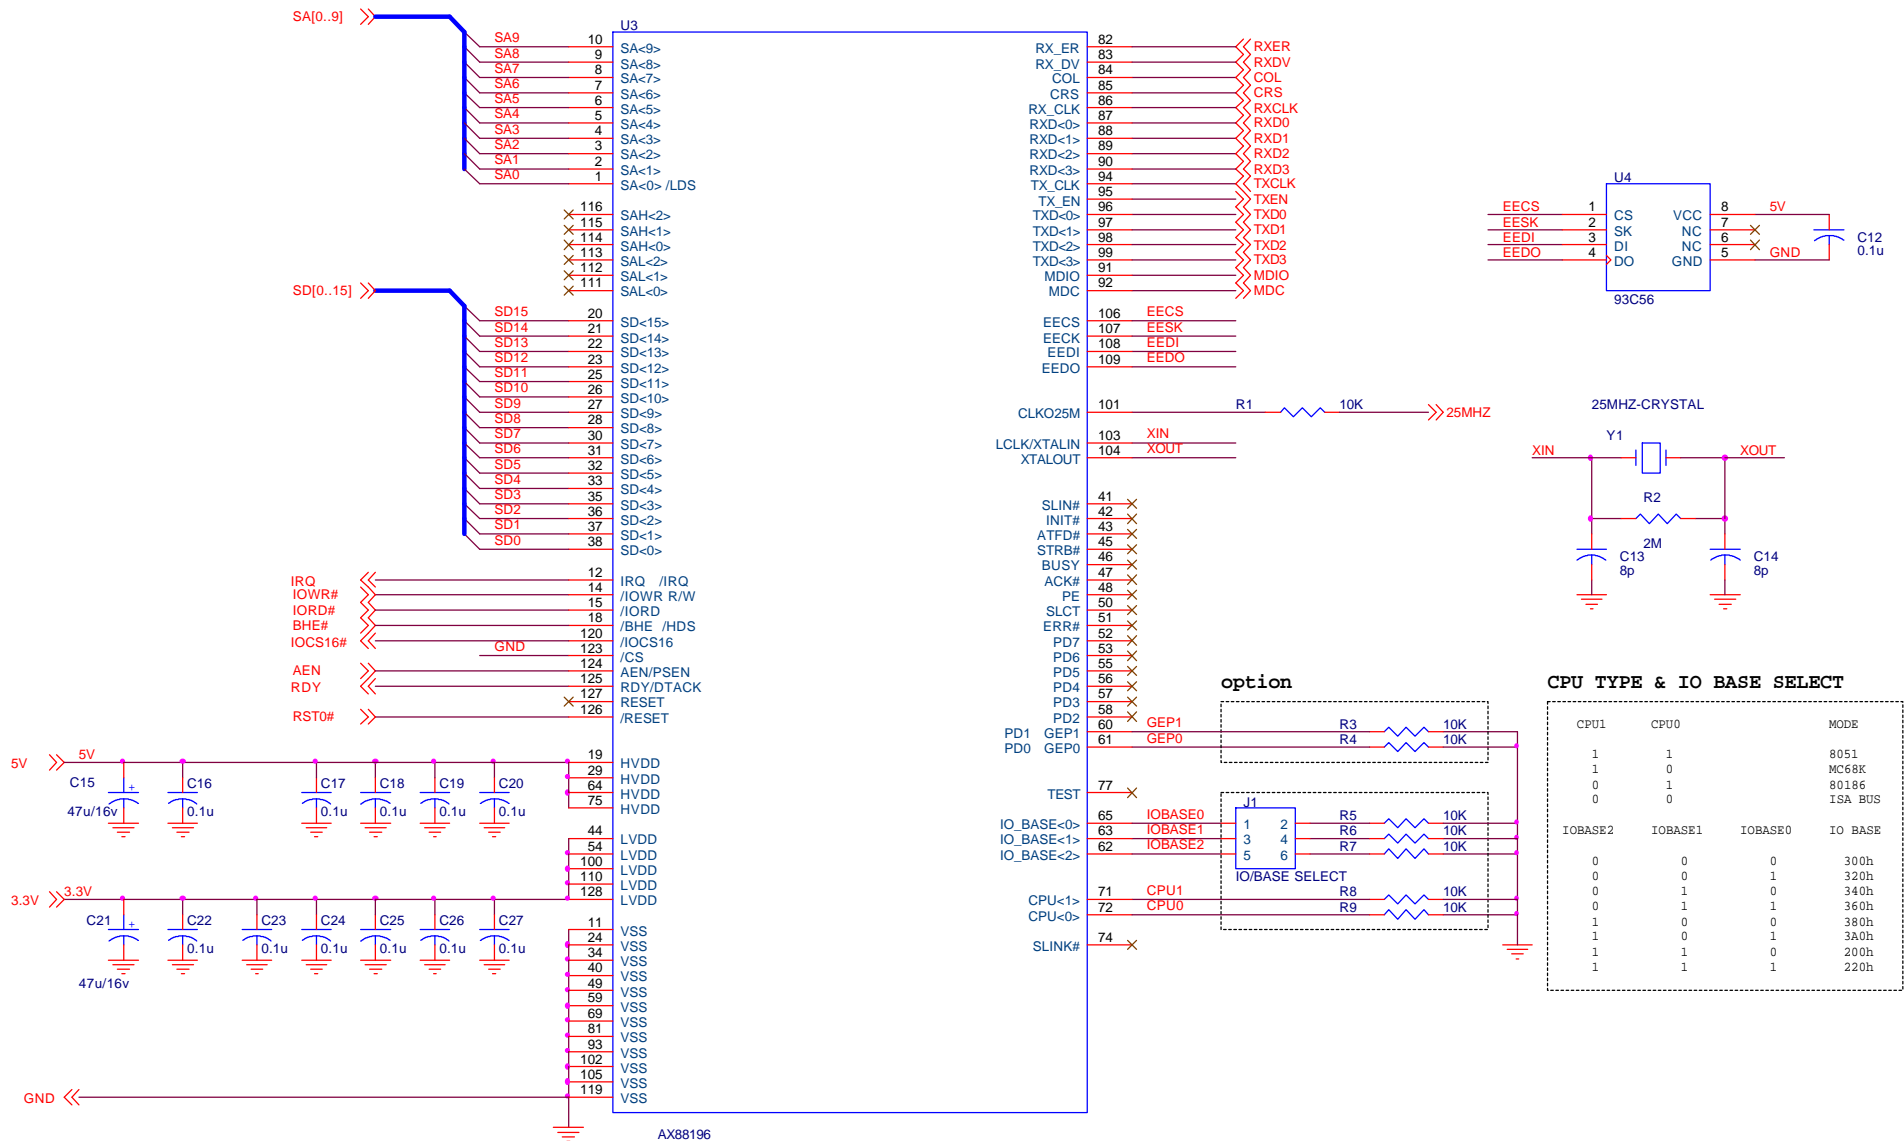 SA[0..9]
U3
SA9 10 SA<9>
SA8 9 SA<8>
SA7 8 SA<7>
SA6 7 SA<6>
SA5 6 SA<5>
SA4 5 SA<4>
SA3 4 SA<3>
SA2 3 SA<2>
SA1 2 SA<1>
SA0 1 SA<0> /LDS
116 SAH<2>
115 SAH<1>
114 SAH<0>
113 SAL<2>
112 SAL<1>
111 SAL<0>
SD[0..15]
SD15 20 SD<15>
SD14 21 SD<14>
SD13 22 SD<13>
SD12 23 SD<12>
SD11 25 SD<11>
SD10 26 SD<10>
SD9 27 SD<9>
SD8 28 SD<8>
SD7 30 SD<7>
SD6 31 SD<6>
SD5 32 SD<5>
SD4 33 SD<4>
SD3 35 SD<3>
SD2 36 SD<2>
SD1 37 SD<1>
SD0 38 SD<0>
IRQ 12 IRQ /IRQ
IOWR# 14 /IOWR R/W
IORD# 15 /IORD
BHE# 18 /BHE /HDS
IOCS16# 120 /IOCS16
GND 123 /CS
AEN 124 AEN/PSEN
RDY 125 RDY/DTACK
127 RESET
RST0# 126 /RESET
5V 5V 19 HVDD
29 HVDD
64 HVDD
75 HVDD
C15 + C16 C17 C18 C19 C20
47u/16v 0.1u 0.1u 0.1u 0.1u 0.1u
44 LVDD
54 LVDD
100 LVDD
110 LVDD
3.3V 3.3V 128 LVDD
C21 + C22 C23 C24 C25 C26 C27
0.1u 0.1u 0.1u 0.1u 0.1u 0.1u
47u/16v
11 VSS
24 VSS
34 VSS
40 VSS
49 VSS
59 VSS
69 VSS
81 VSS
93 VSS
102 VSS
105 VSS
GND 119 VSS
AX88196
RX_ER 82 RXER
RX_DV 83 RXDV
COL 84 COL
CRS 85 CRS
RX_CLK 86 RXCLK
RXD<0> 87 RXD0
RXD<1> 88 RXD1
RXD<2> 89 RXD2
RXD<3> 90 RXD3
TX_CLK 94 TXCLK
TX_EN 95 TXEN
TXD<0> 96 TXD0
TXD<1> 97 TXD1
TXD<2> 98 TXD2
TXD<3> 99 TXD3
MDIO 91 MDIO
MDC 92 MDC
EECS 106 EECS
EECK 107 EESK
EEDI 108 EEDI
EEDO 109 EEDO
CLKO25M 101 R1 10K 25MHZ
LCLK/XTALIN 103 XIN
XTALOUT 104 XOUT
SLIN# 41
INIT# 42
ATFD# 43
STRB# 45
BUSY 46
ACK# 47
PE 48
SLCT 50
ERR# 51
PD7 52
PD6 53
PD5 55
PD4 56
PD3 57
PD2 58
option
PD1 GEP1 60 GEP1 R3 10K
PD0 GEP0 61 GEP0 R4 10K
TEST 77
J1
IO_BASE<0> 65 IOBASE0 1 2 R5 10K
IO_BASE<1> 63 IOBASE1 3 4 R6 10K
IO_BASE<2> 62 IOBASE2 5 6 R7 10K
IO/BASE SELECT
CPU<1> 71 CPU1 R8 10K
CPU<0> 72 CPU0 R9 10K
SLINK# 74
U4
EECS 1 CS VCC 8 5V
EESK 2 SK NC 7
EEDI 3 DI NC 6
EEDO 4 DO GND 5 GND
C12
0.1u
93C56
25MHZ-CRYSTAL
Y1
XIN XOUT
R2
2M
C13 C14
8p 8p
CPU TYPE & IO BASE SELECT
CPU1 CPU0 MODE
1 1 8051
1 0 MC68K
0 1 80186
0 0 ISA BUS
IOBASE2 IOBASE1 IOBASE0 IO BASE
0 0 0 300h
0 0 1 320h
0 1 0 340h
0 1 1 360h
1 0 0 380h
1 0 1 3A0h
1 1 0 200h
1 1 1 220h